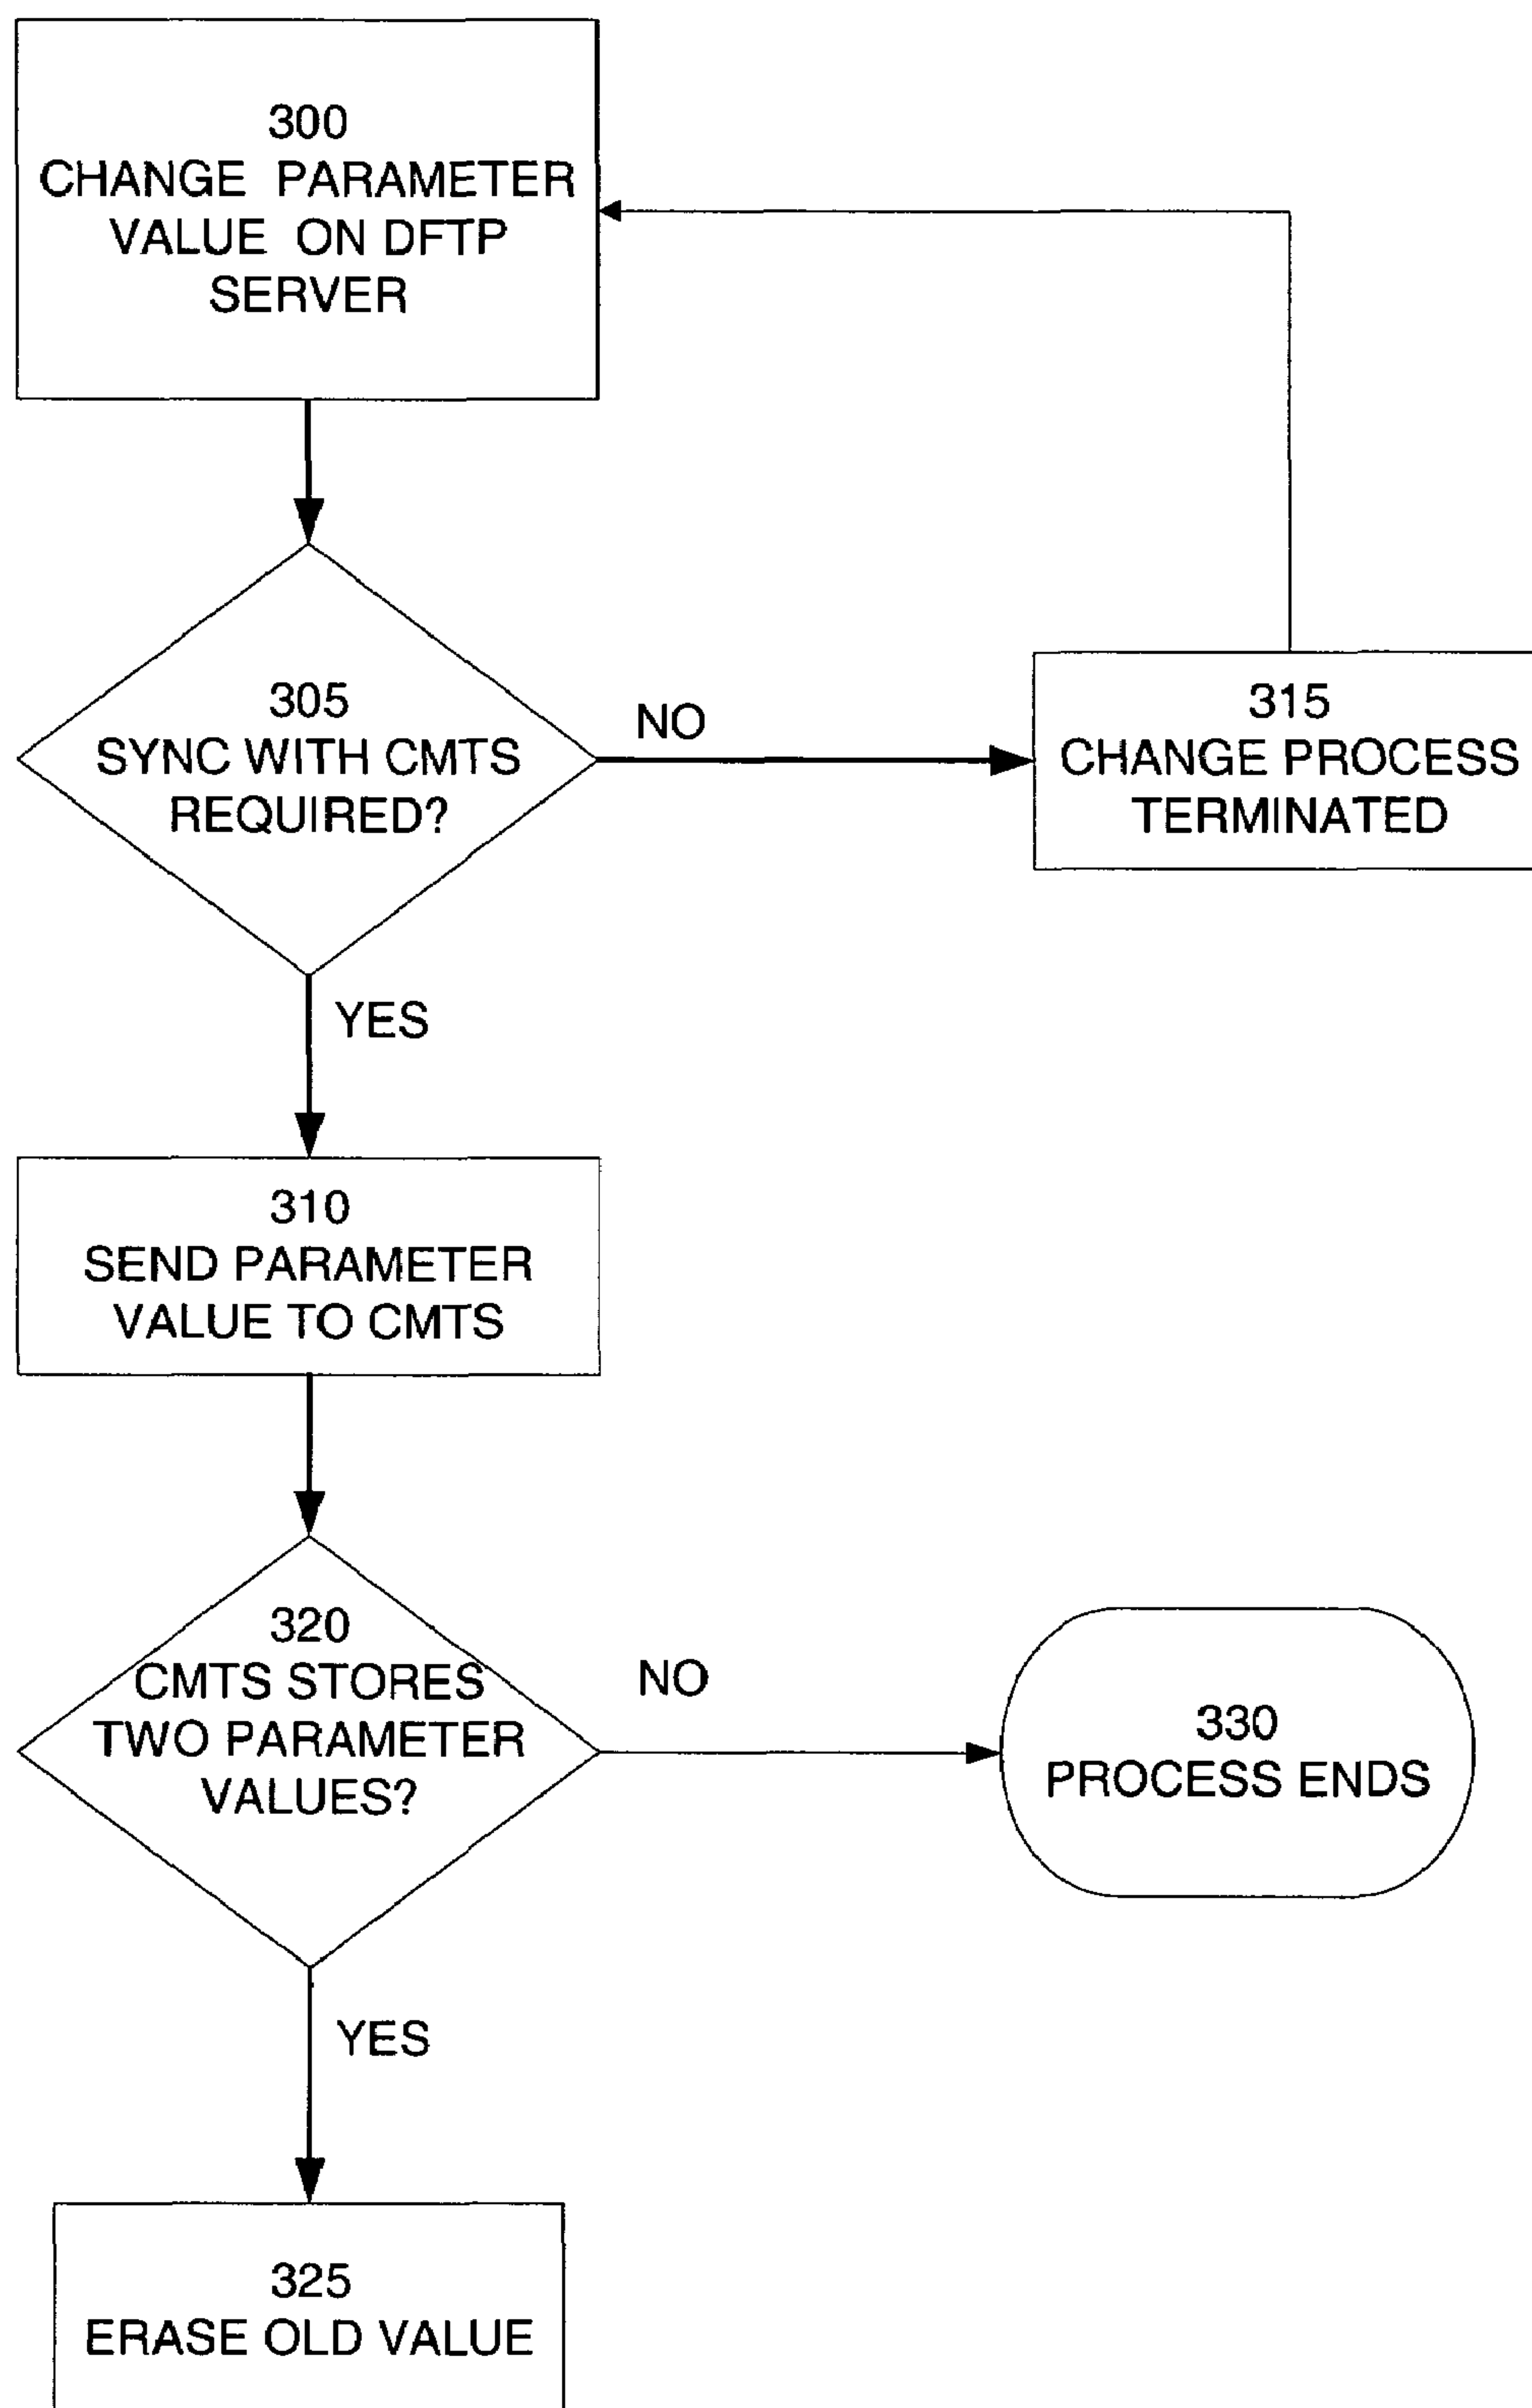 300
CHANGE PARAMETER
VALUE ON DFTP
SERVER
305
SYNC WITH CMTS
REQUIRED?
NO
315
CHANGE PROCESS
TERMINATED
YES
310
SEND PARAMETER
VALUE TO CMTS
320
CMTS STORES
TWO PARAMETER
VALUES?
NO
330
PROCESS ENDS
YES
325
ERASE OLD VALUE